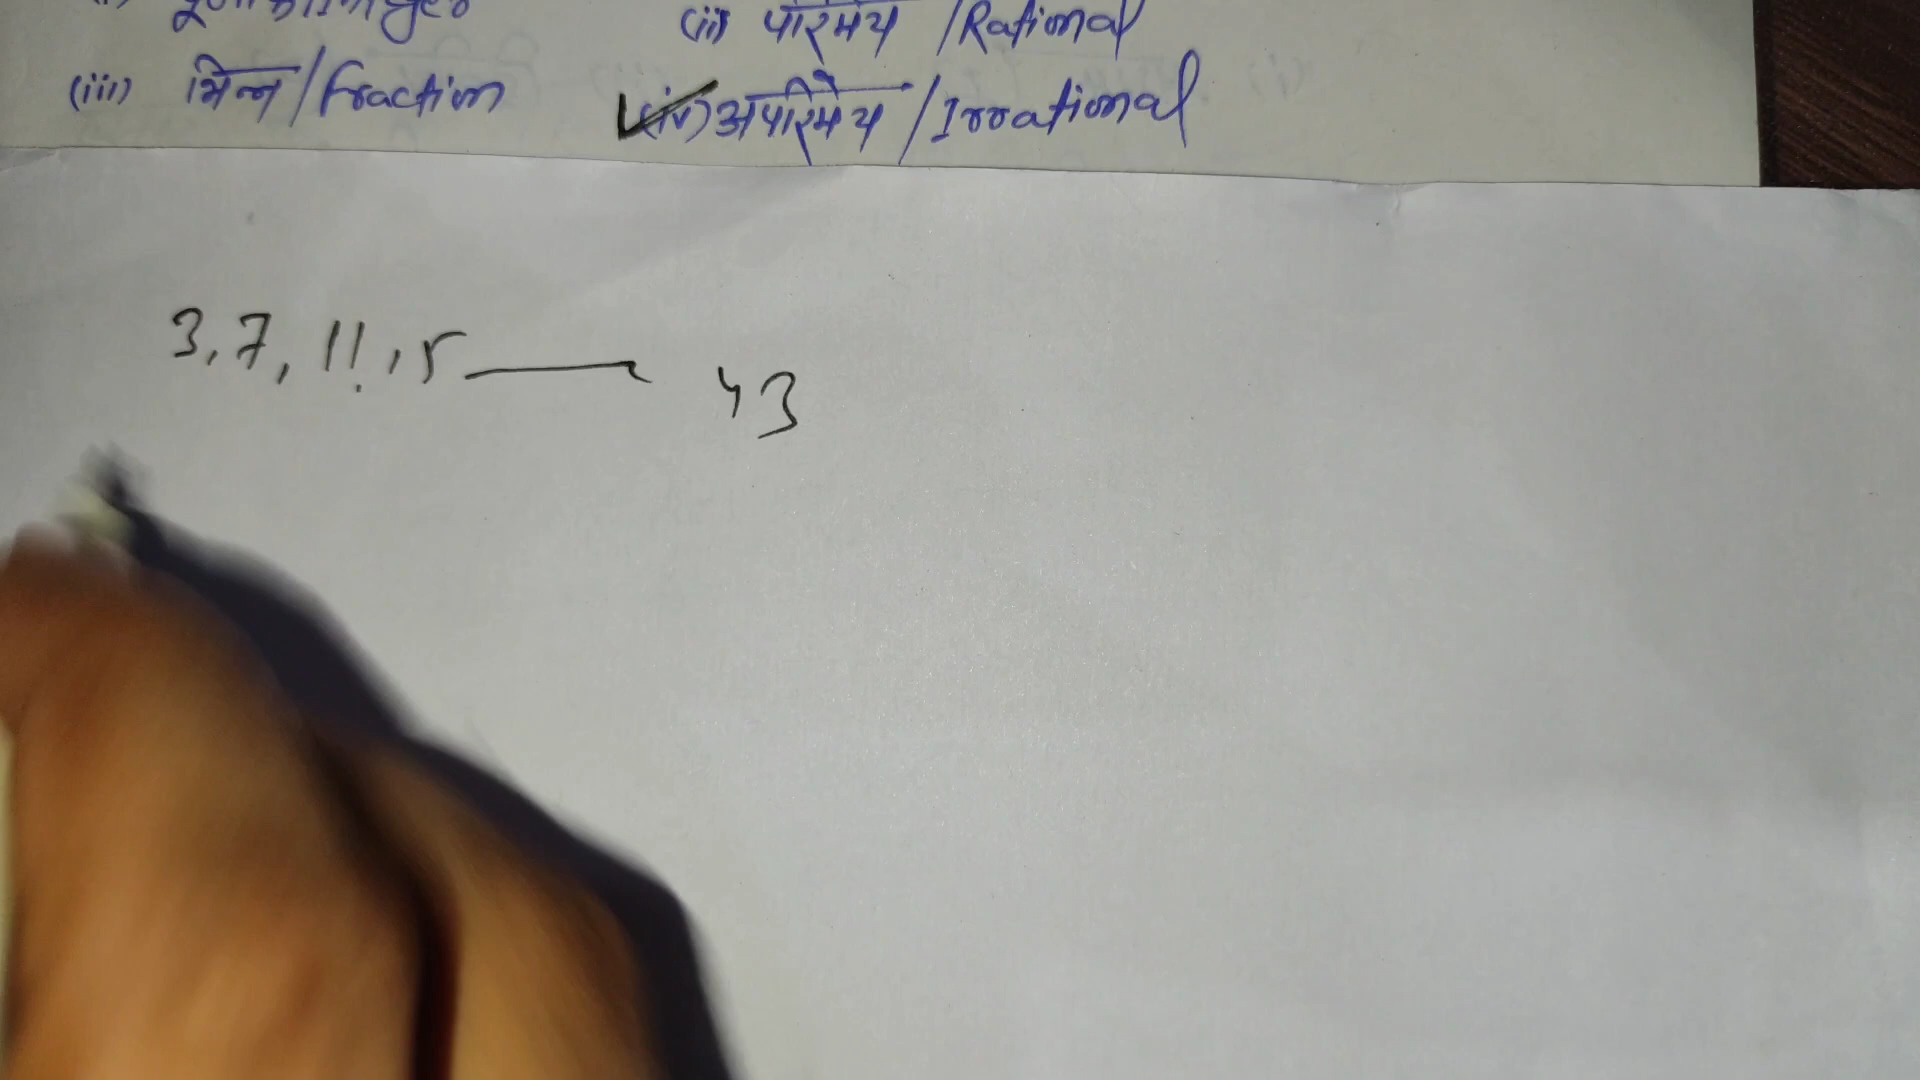 (ii) परिमेय /Rational
(iii) भिन्न/fraction (iv) अपरिमेय /Irrational
3, 7, 11, 15 — 43